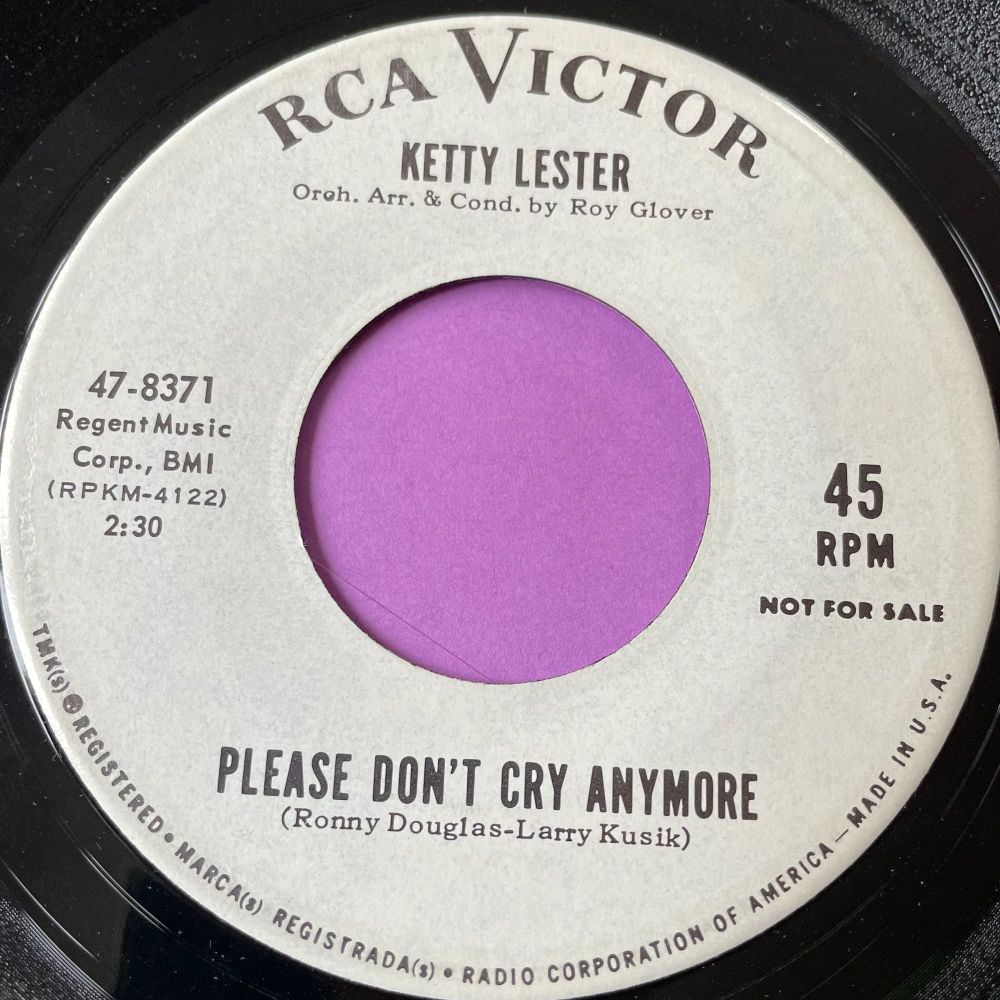 RCA VICTOR
KETTY LESTER
Orch. Arr. & Cond. by Roy Glover
47-8371
Regent Music
Corp., BMI
(RPKM-4122)
2:30
45
RPM
NOT FOR SALE
PLEASE DON'T CRY ANYMORE
(Ronny Douglas-Larry Kusik)
TMK(s) ® REGISTERED • MARCA(s) REGISTRADA(s) • RADIO CORPORATION OF AMERICA — MADE IN U.S.A.